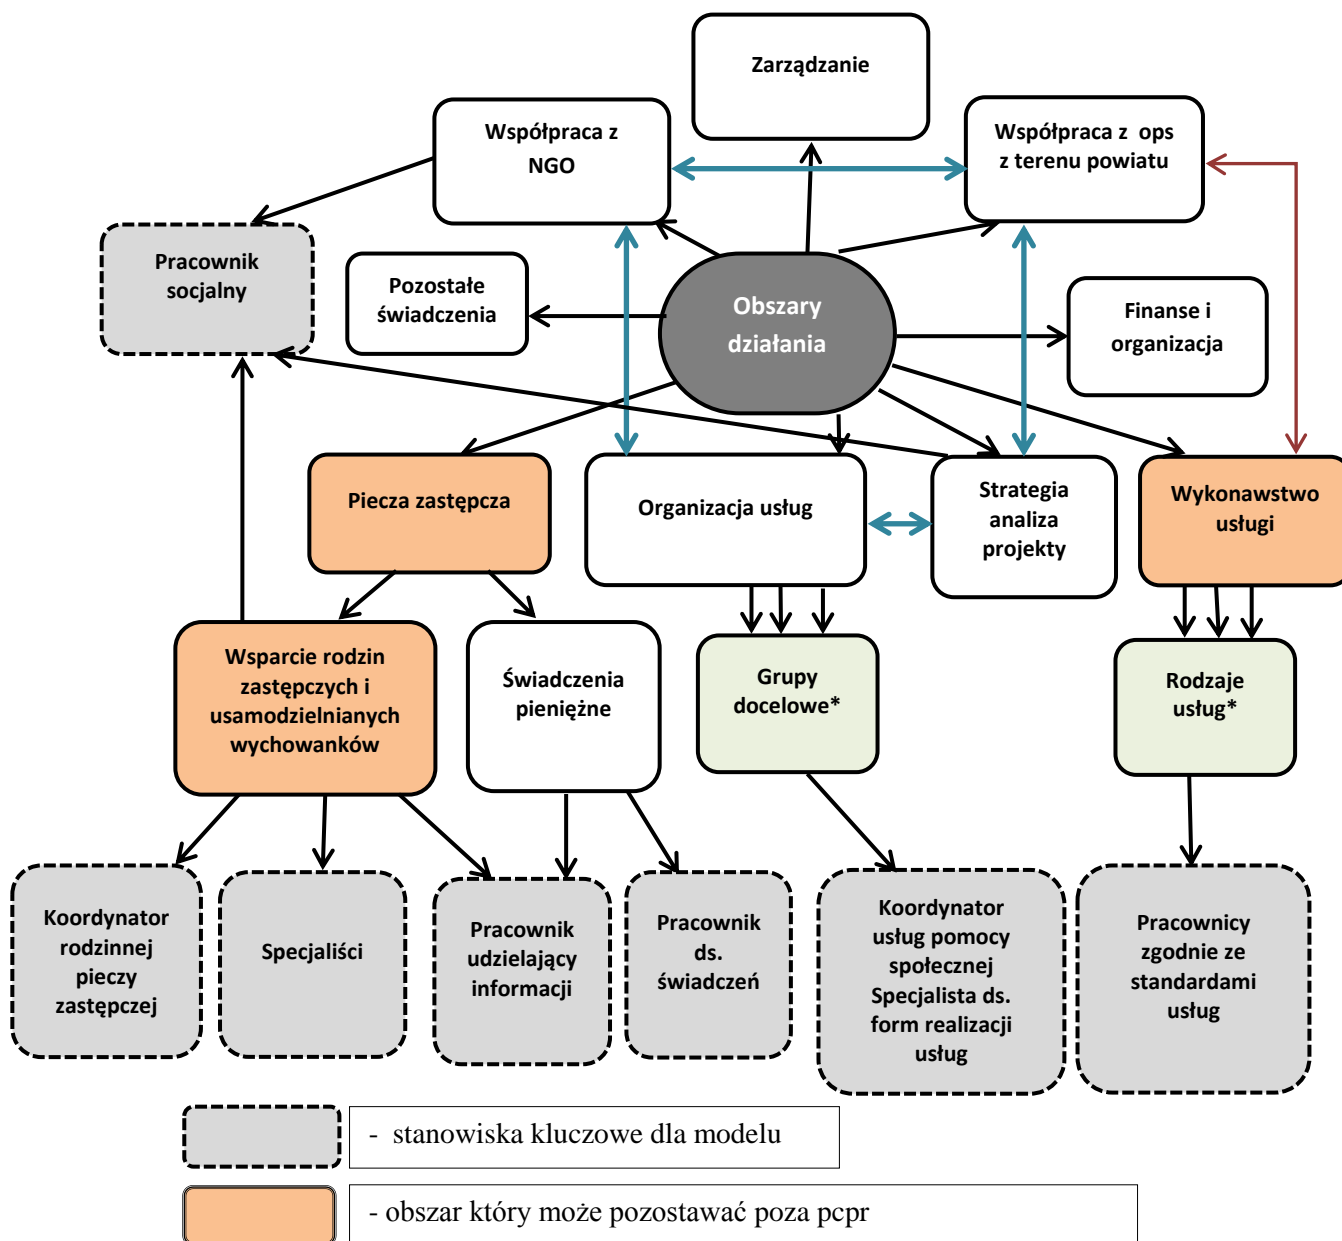 Zarządzanie
Współpraca z
NGO
Współpraca z ops
z terenu powiatu
Pracownik
socjalny
Pozostałe
świadczenia
Obszary
działania
Finanse i
organizacja
Piecza zastępcza
Organizacja usług
Strategia
analiza
projekty
Wykonawstwo
usługi
Wsparcie rodzin
zastępczych i
usamodzielnianych
wychowanków
Świadczenia
pieniężne
Grupy
docelowe*
Rodzaje
usług*
Koordynator
rodzinnej
pieczy
zastępczej
Specjaliści
Pracownik
udzielający
informacji
Pracownik
ds.
świadczeń
Koordynator
usług pomocy
społecznej
Specjalista ds.
form realizacji
usług
Pracownicy
zgodnie ze
standardami
usług
- stanowiska kluczowe dla modelu
- obszar który może pozostawać poza pcpr